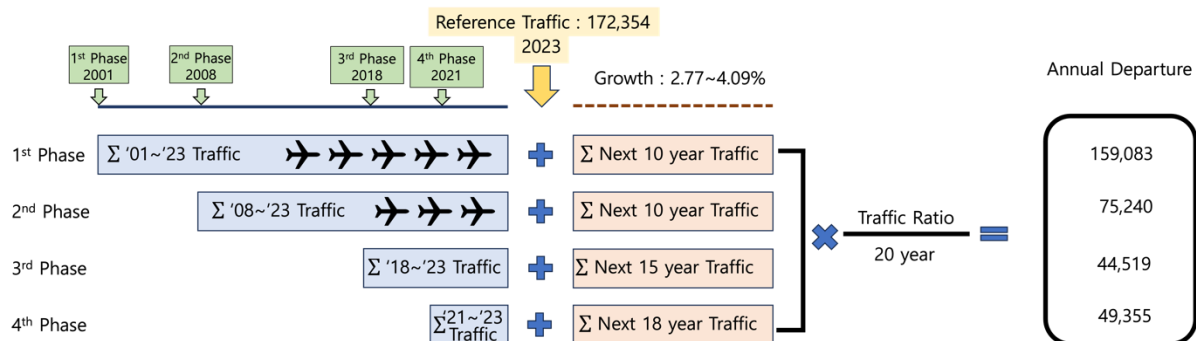 Reference Traffic : 172,354
2023
1st Phase
2001
2nd Phase
2008
3rd Phase
2018
4th Phase
2021
Growth : 2.77~4.09%
Annual Departure
1st Phase
∑ '01~'23 Traffic
∑ Next 10 year Traffic
159,083
2nd Phase
∑ '08~'23 Traffic
∑ Next 10 year Traffic
75,240
Traffic Ratio
20 year
3rd Phase
∑ '18~'23 Traffic
∑ Next 15 year Traffic
44,519
4th Phase
∑'21~'23
Traffic
∑ Next 18 year Traffic
49,355